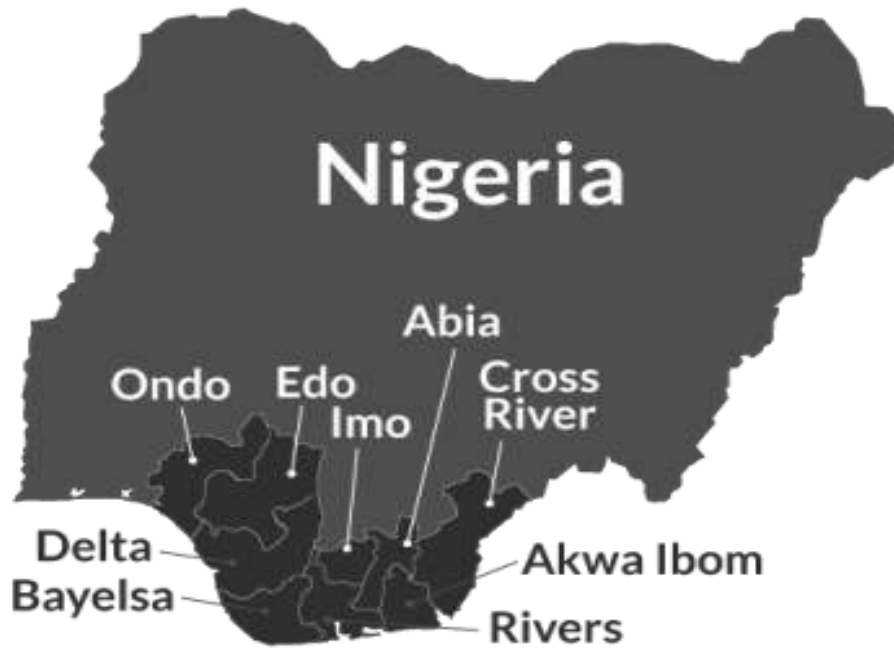 Nigeria
Abia
Ondo
Edo
Cross
River
Imo
Delta
Akwa Ibom
Bayelsa
Rivers